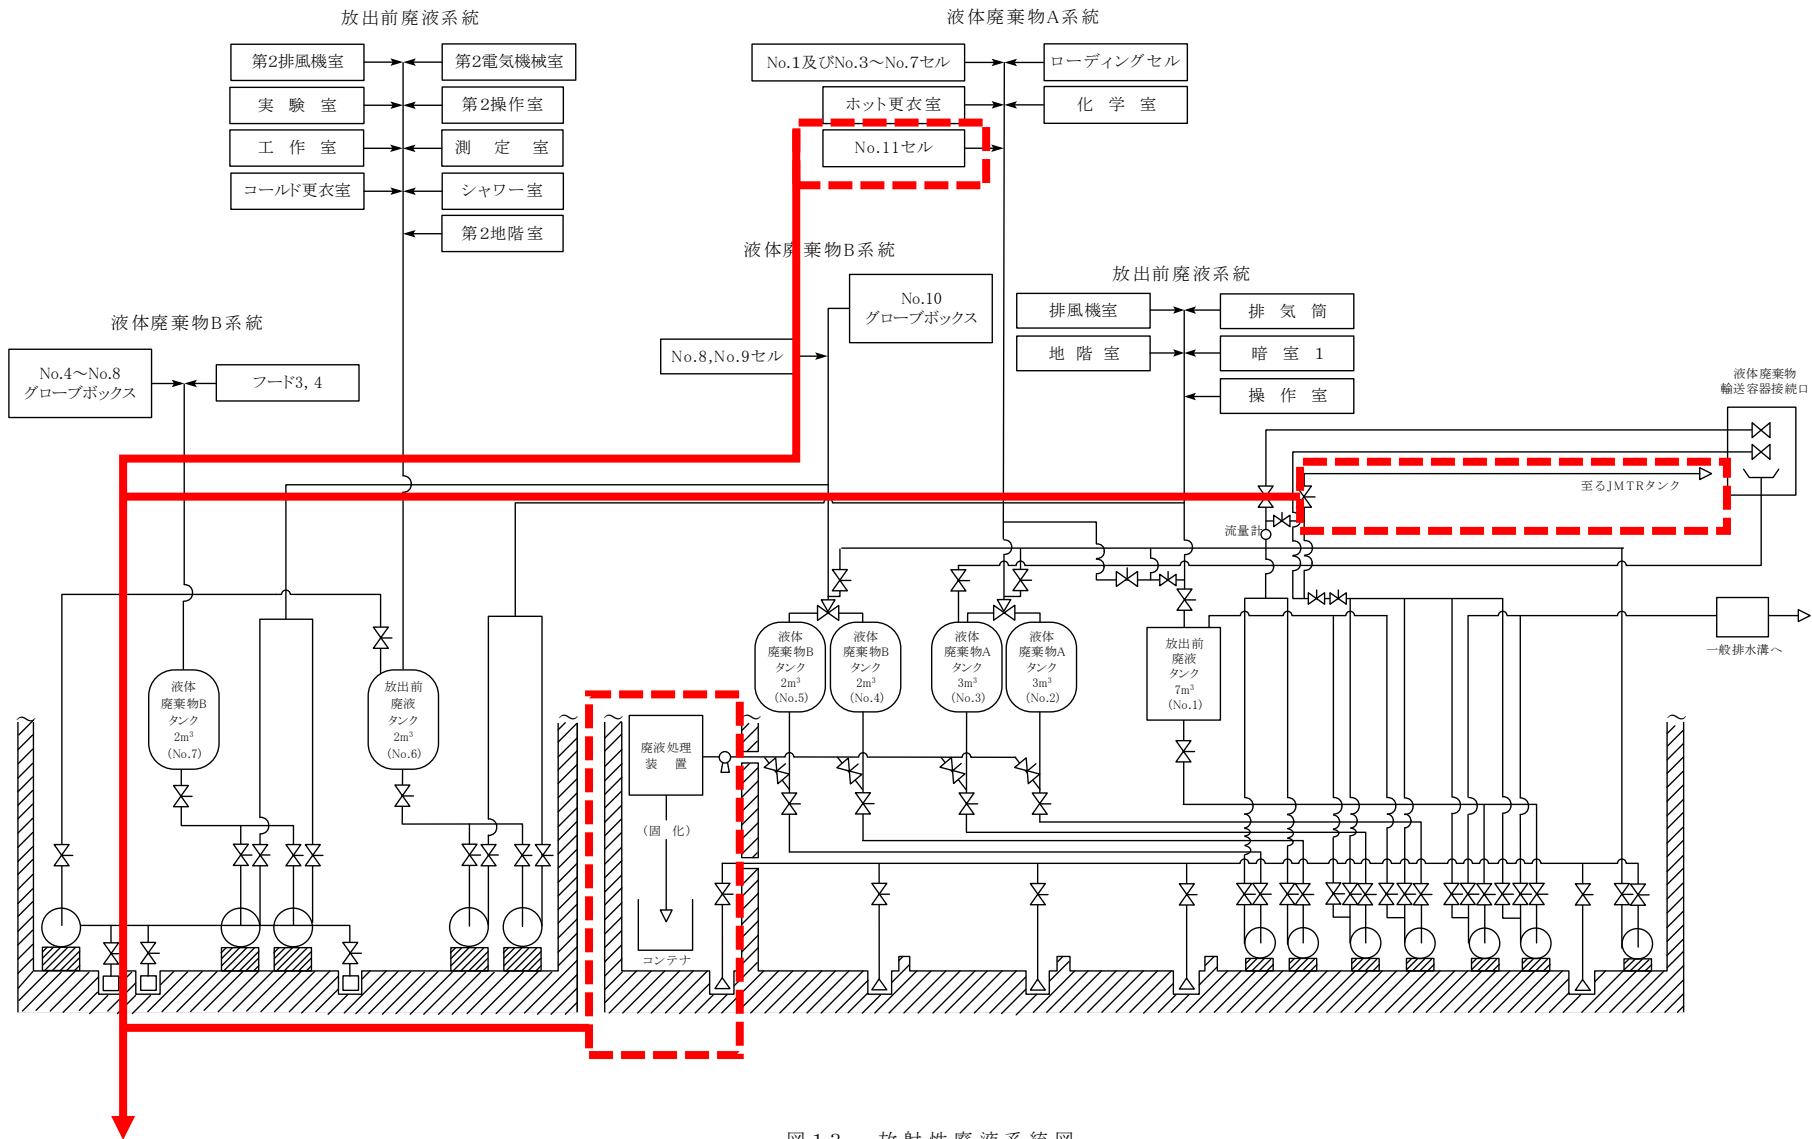 放出前廃液系統
第2排風機室
第2電気機械室
実験室
第2操作室
工作室
測定室
コールド更衣室
シャワー室
第2地階室
液体廃棄物A系統
No.1及びNo.3～No.7セル
ローディングセル
ホット更衣室
化学室
No.11セル
液体廃棄物B系統
No.10
グローブボックス
No.8,No.9セル
放出前廃液系統
排風機室
排気筒
地階室
暗室1
操作室
液体廃棄物B系統
No.4～No.8
グローブボックス
フード3, 4
液体廃棄物
輸送容器接続口
至るJMTRタンク
流量計
液体
廃棄物B
タンク
2m³
(No.5)
液体
廃棄物B
タンク
2m³
(No.4)
液体
廃棄物A
タンク
3m³
(No.3)
液体
廃棄物A
タンク
3m³
(No.2)
放出前
廃液
タンク
7m³
(No.1)
一般排水溝へ
液体
廃棄物B
タンク
2m³
(No.7)
放出前
廃液
タンク
2m³
(No.6)
廃液処理
装置
(固化)
コンテナ
図1.2 放射性廃液系統図